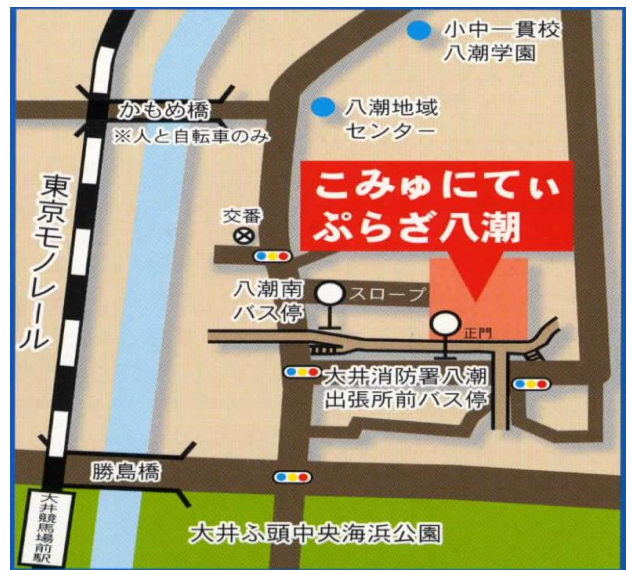 小中一貫校
八潮学園
八潮地域
センター
かもめ橋
※人と自転車のみ
こみゅにてぃ
ぷらざ八潮
東京モノレール
交番
八潮南
バス停
スロープ
正門
大井消防署八潮
出張所前バス停
勝島橋
大井競馬場前駅
大井ふ頭中央海浜公園